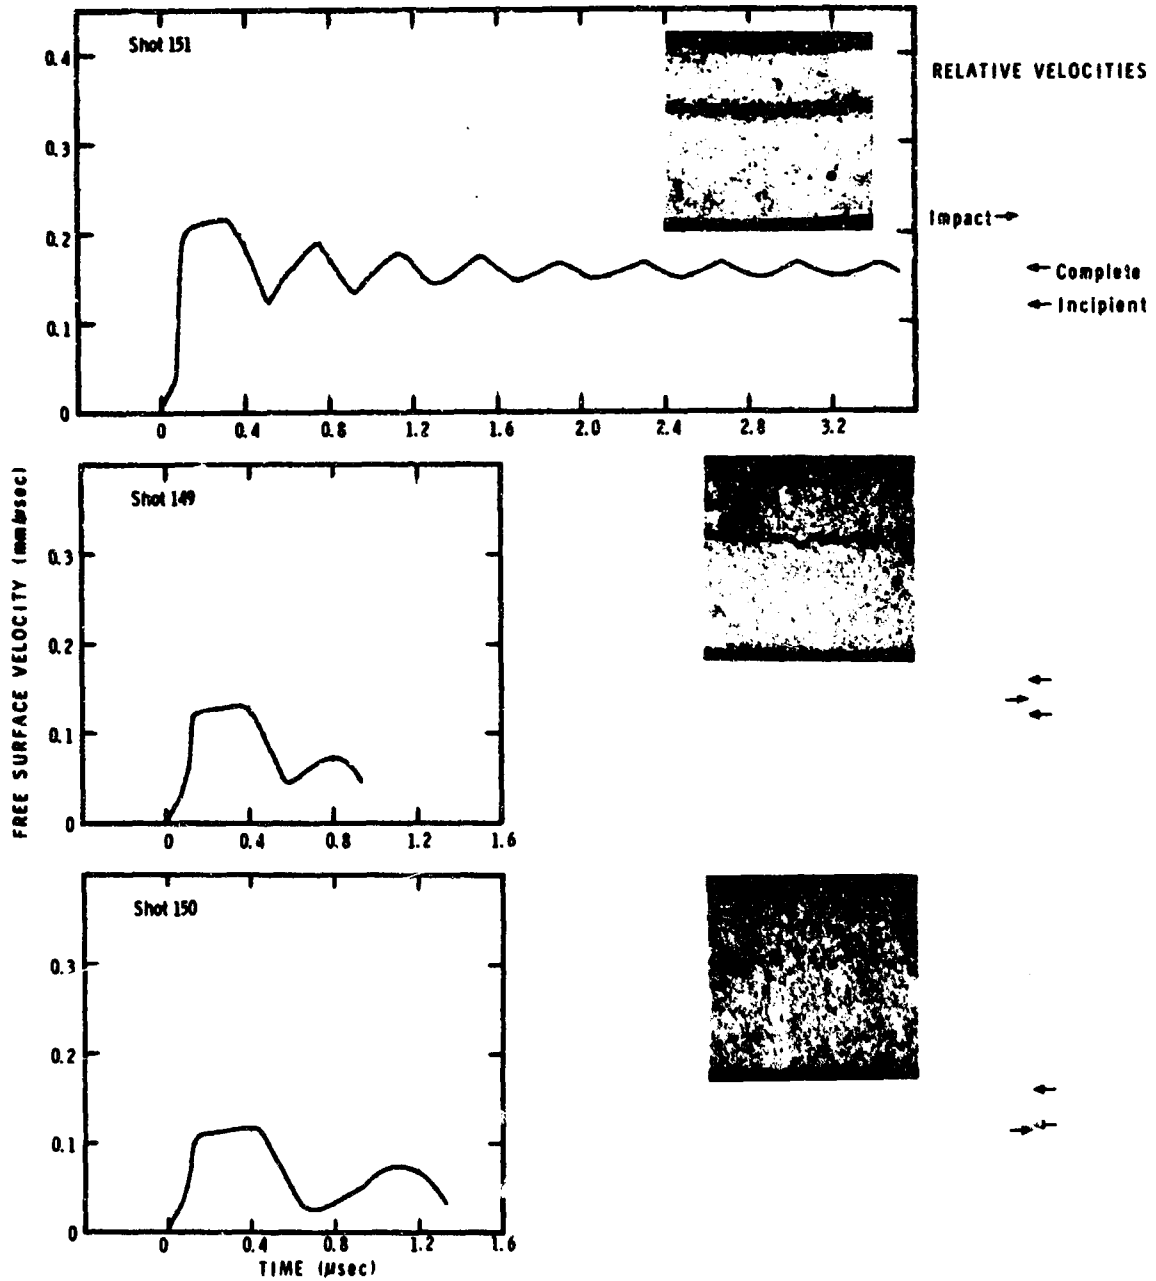 Shot 151
0.4
0.3
0.2
0.1
0
0 0.4 0.8 1.2 1.6 2.0 2.4 2.8 3.2
RELATIVE VELOCITIES
Impact→
←Complete
←Incipient
FREE SURFACE VELOCITY (mm/μsec)
Shot 149
0.3
0.2
0.1
0
0 0.4 0.8 1.2 1.6
Shot 150
0.3
0.2
0.1
0
0 0.4 0.8 1.2 1.6
TIME (μsec)